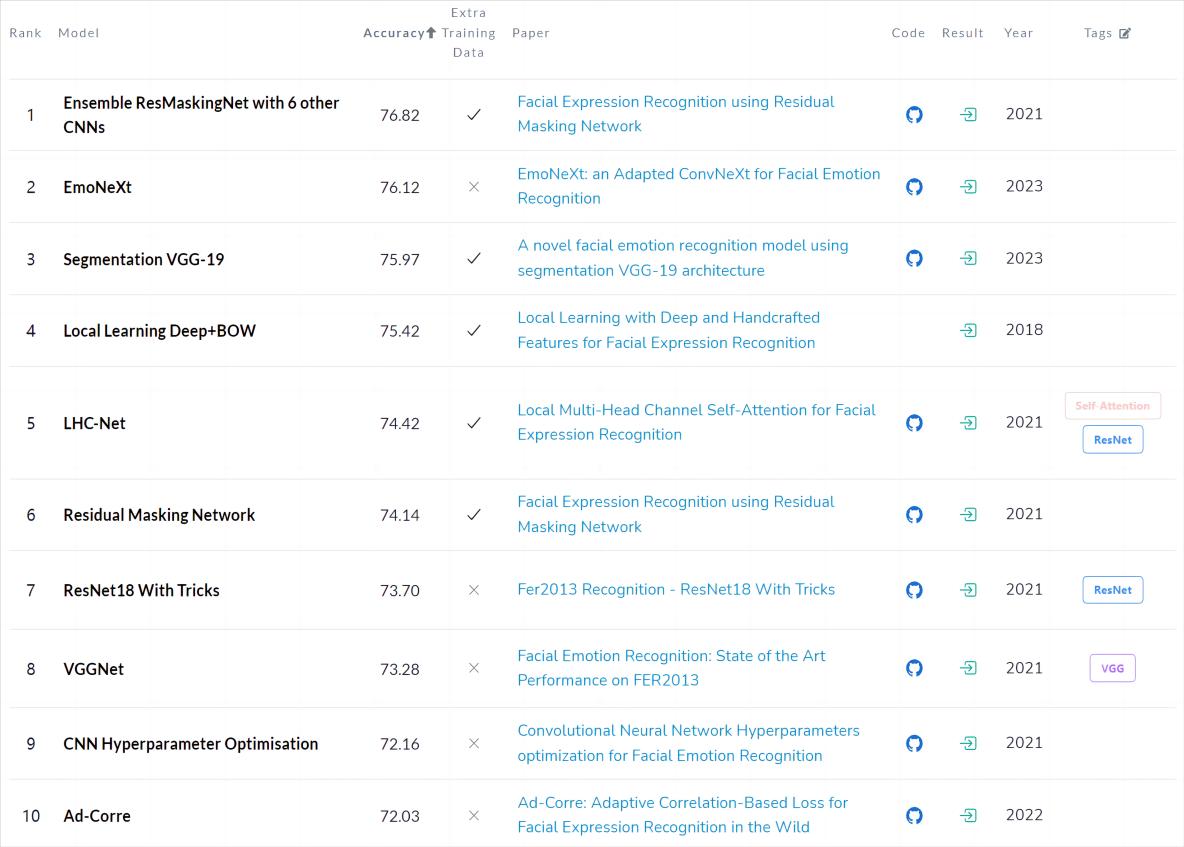 Rank Model Accuracy Extra Training Data Paper Code Result Year Tags
1 Ensemble ResMaskingNet with 6 other CNNs 76.82 Facial Expression Recognition using Residual Masking Network 2021
2 EmoNeXt 76.12 EmoNeXt: an Adapted ConvNeXt for Facial Emotion Recognition 2023
3 Segmentation VGG-19 75.97 A novel facial emotion recognition model using segmentation VGG-19 architecture 2023
4 Local Learning Deep+BOW 75.42 Local Learning with Deep and Handcrafted Features for Facial Expression Recognition 2018
5 LHC-Net 74.42 Local Multi-Head Channel Self-Attention for Facial Expression Recognition 2021 Self-Attention ResNet
6 Residual Masking Network 74.14 Facial Expression Recognition using Residual Masking Network 2021
7 ResNet18 With Tricks 73.70 Fer2013 Recognition - ResNet18 With Tricks 2021 ResNet
8 VGGNet 73.28 Facial Emotion Recognition: State of the Art Performance on FER2013 2021 VGG
9 CNN Hyperparameter Optimisation 72.16 Convolutional Neural Network Hyperparameters optimization for Facial Emotion Recognition 2021
10 Ad-Corre 72.03 Ad-Corre: Adaptive Correlation-Based Loss for Facial Expression Recognition in the Wild 2022